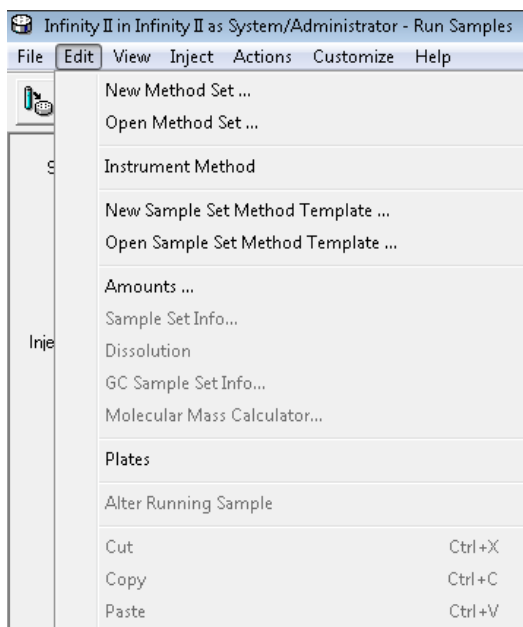 Infinity II in Infinity II as System/Administrator - Run Samples
File Edit View Inject Actions Customize Help
New Method Set ...
Open Method Set ...
Instrument Method
New Sample Set Method Template ...
Open Sample Set Method Template ...
Amounts ...
Sample Set Info...
Inje
Dissolution
GC Sample Set Info...
Molecular Mass Calculator...
Plates
Alter Running Sample
Cut Ctrl+X
Copy Ctrl+C
Paste Ctrl+V